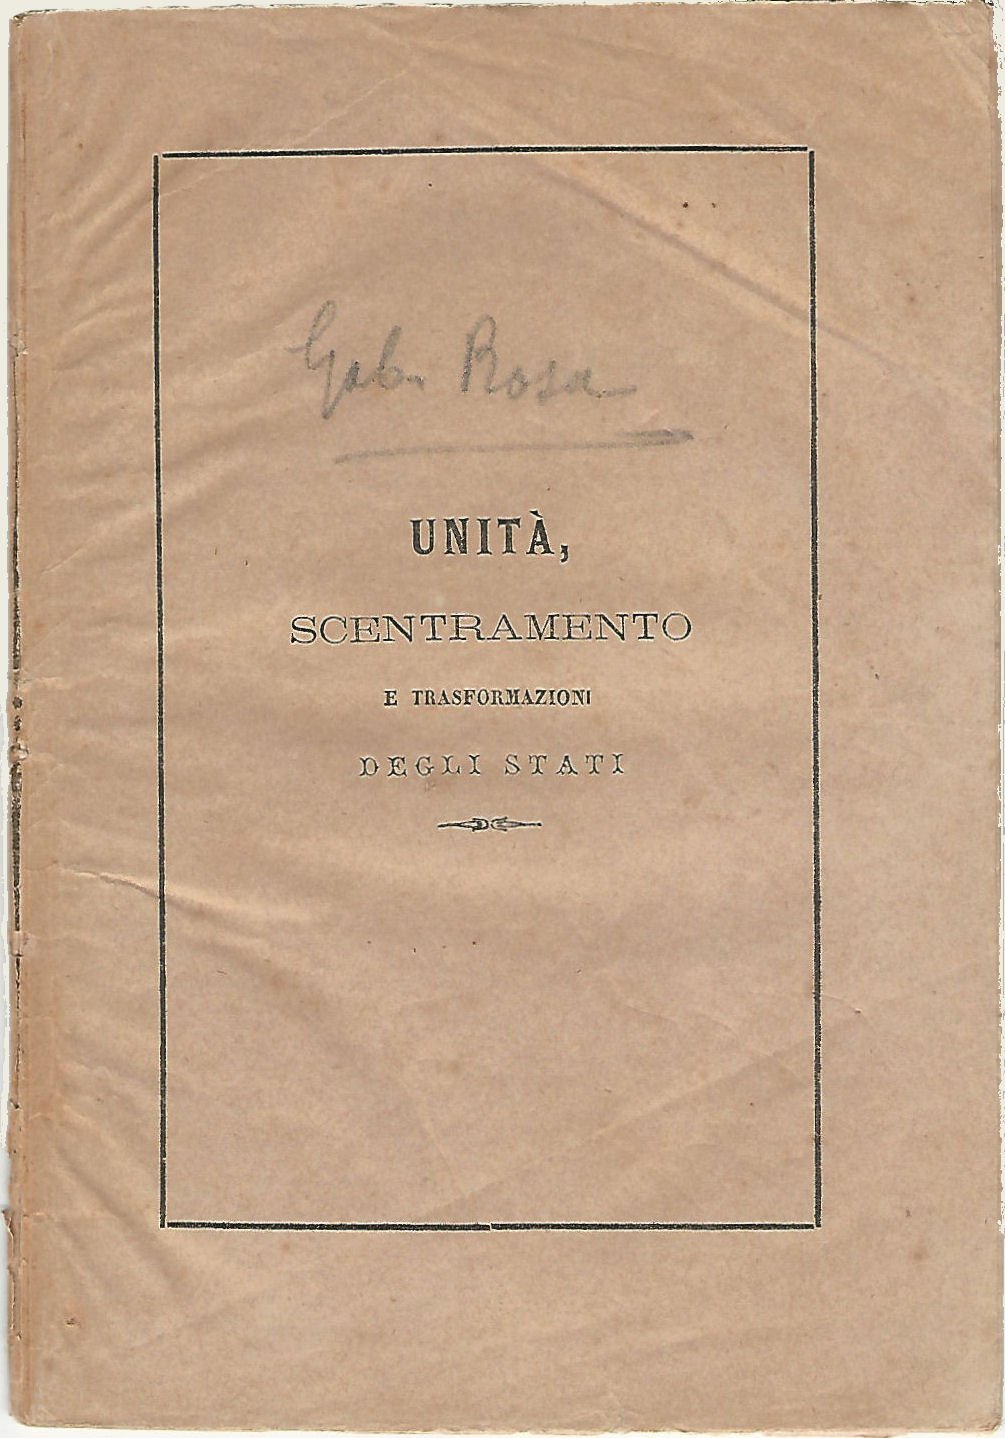 Gab. Rosa
UNITÀ,
SCENTRAMENTO
E TRASFORMAZIONI
DEGLI STATI